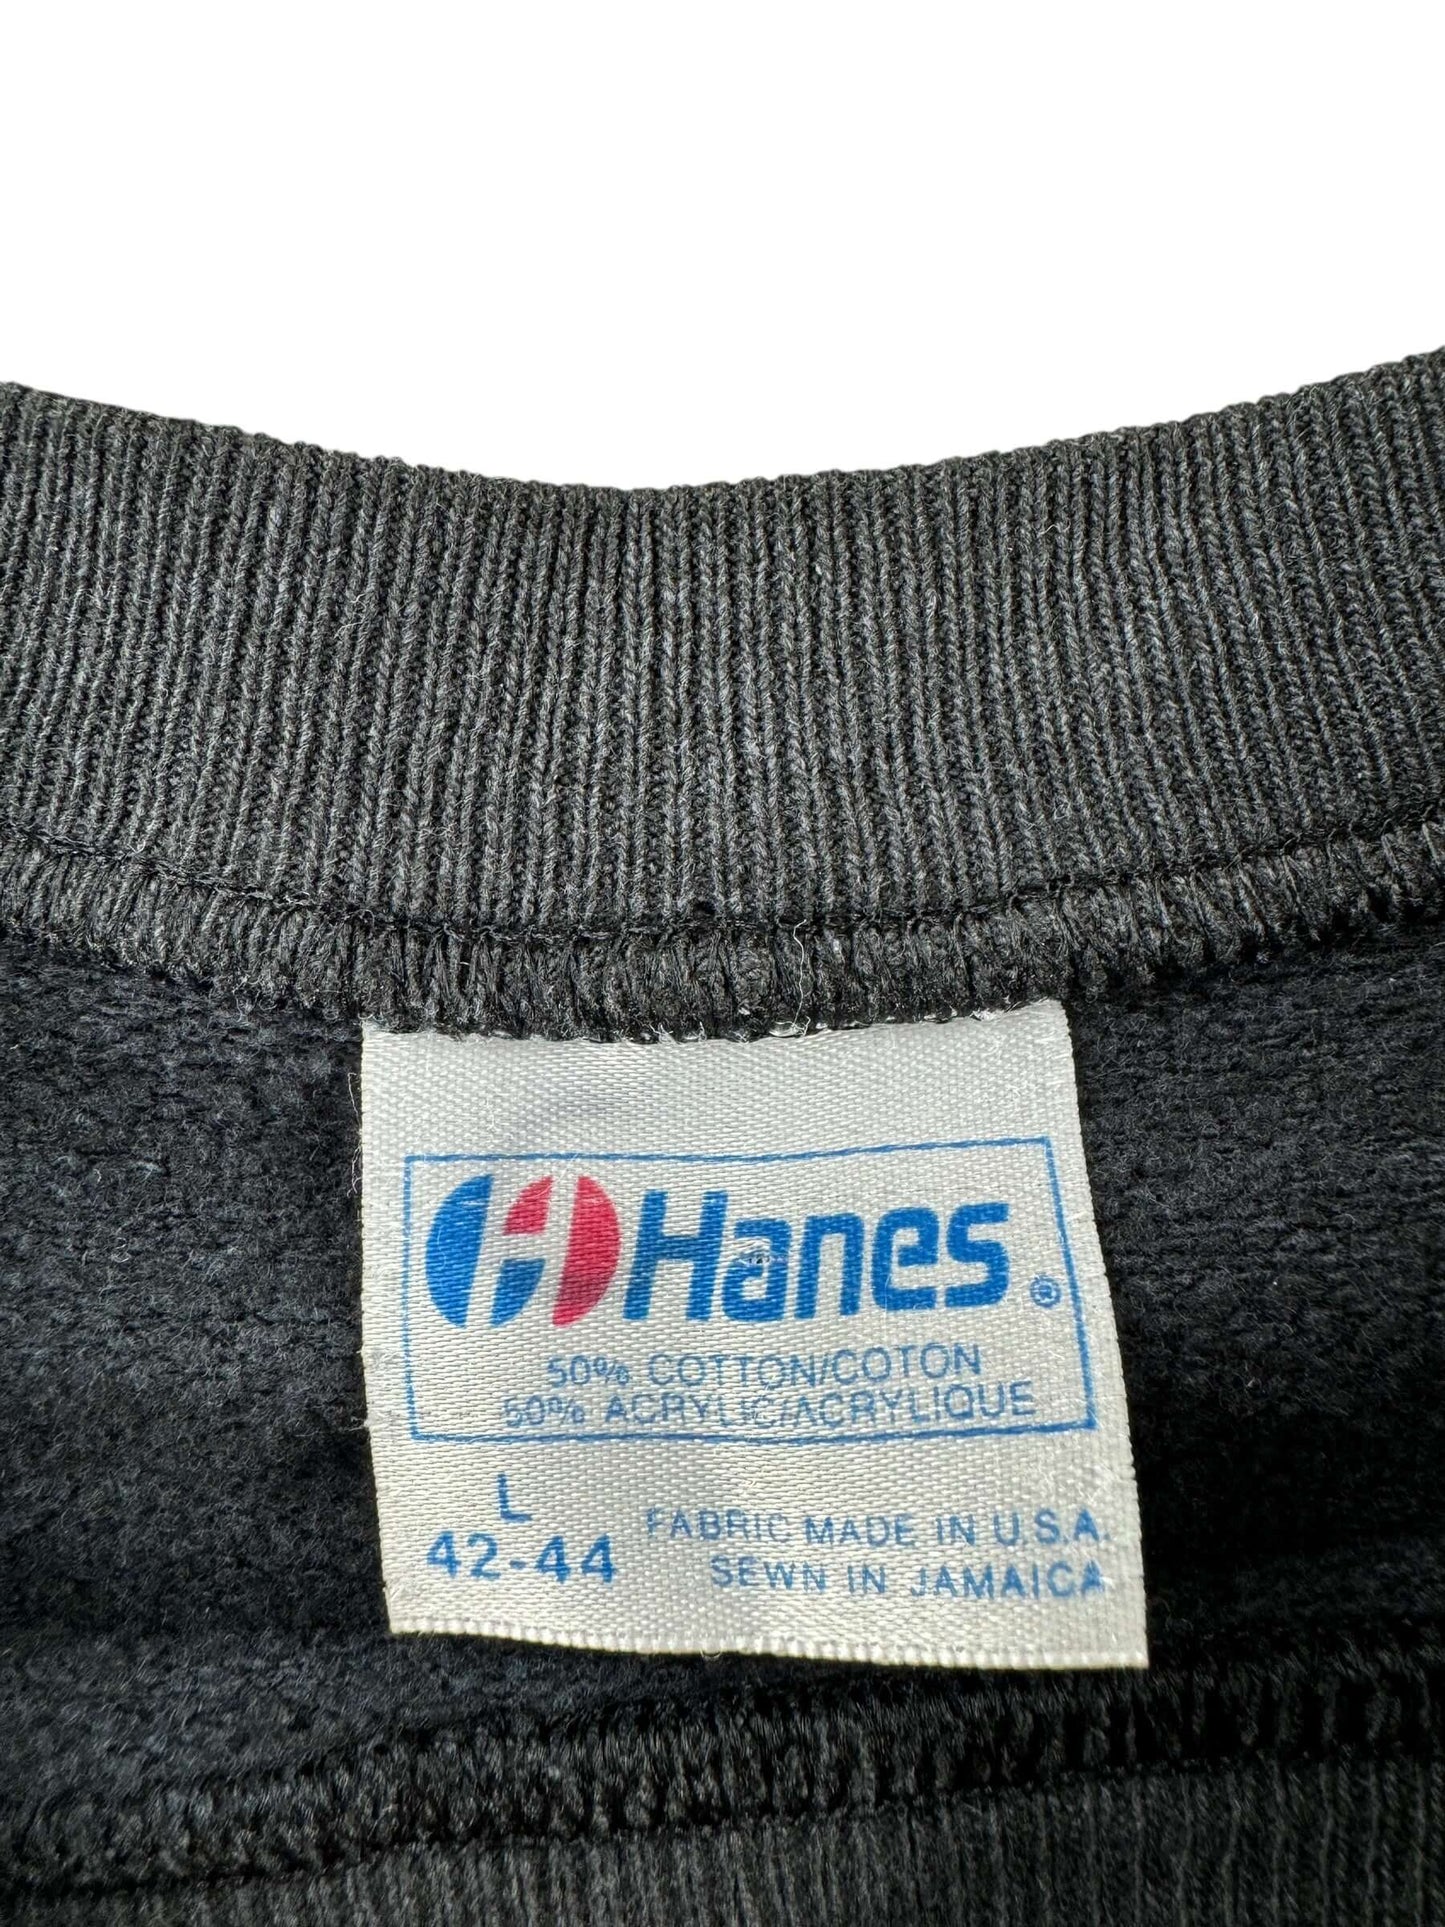 Hanes®
50% COTTON/COTON
50% ACRYLIC/ACRYLIQUE
L
42-44
FABRIC MADE IN U.S.A.
SEWN IN JAMAICA